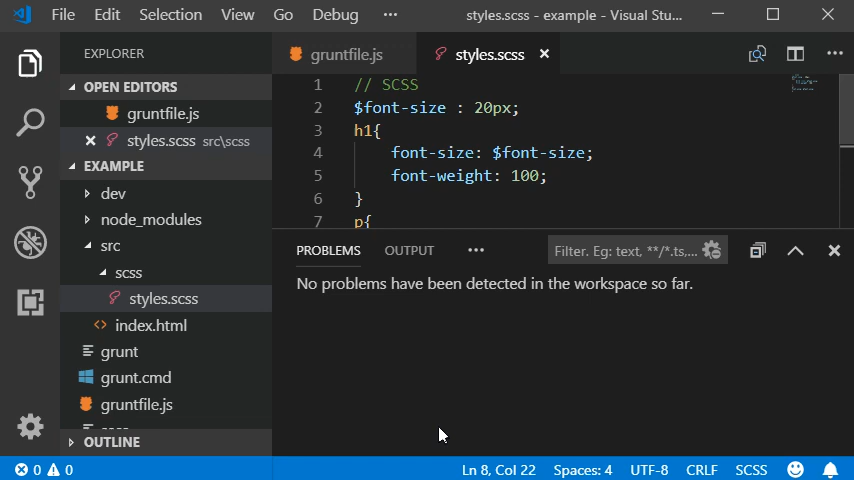 File Edit Selection View Go Debug ··· styles.scss - example - Visual Stu...
EXPLORER
OPEN EDITORS
gruntfile.js
styles.scss src\scss
EXAMPLE
dev
node_modules
src
scss
styles.scss
index.html
grunt
grunt.cmd
gruntfile.js
OUTLINE
gruntfile.js styles.scss
1 // SCSS
2 $font-size : 20px;
3 h1{
4 font-size: $font-size;
5 font-weight: 100;
6 }
7 p{
PROBLEMS OUTPUT ··· Filter. Eg: text, **/*.ts,...
No problems have been detected in the workspace so far.
0 0 Ln 8, Col 22 Spaces: 4 UTF-8 CRLF SCSS